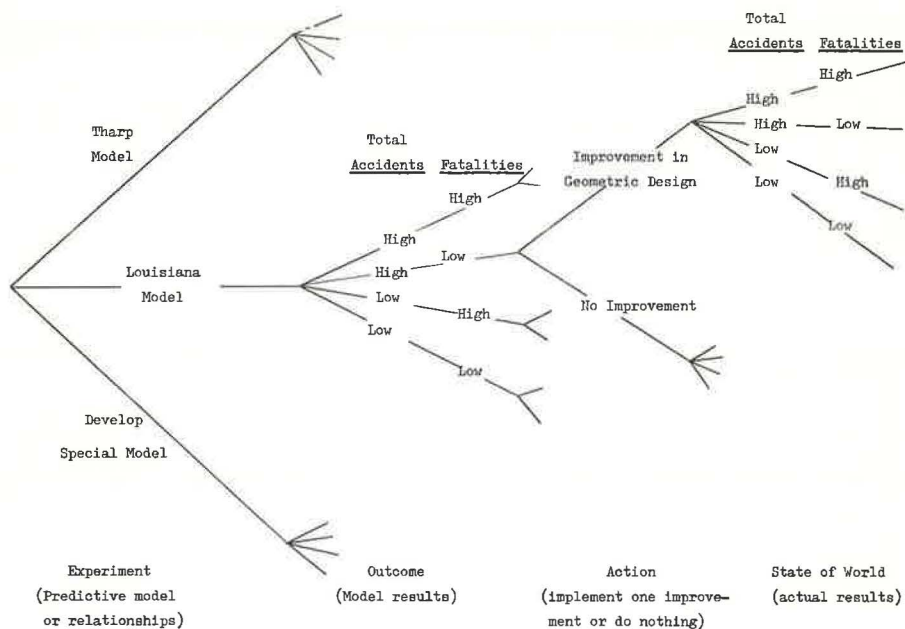 Total
Accidents Fatalities
High
High
High Low
Low
High
Low
Low
Tharp
Model
Total
Accidents Fatalities
High
High
High Low
Low
High
Low
Low
Improvement in
Geometric Design
No Improvement
Louisiana
Model
Develop
Special Model
Experiment
(Predictive model
or relationships)
Outcome
(Model results)
Action
(implement one improve-
ment or do nothing)
State of World
(actual results)